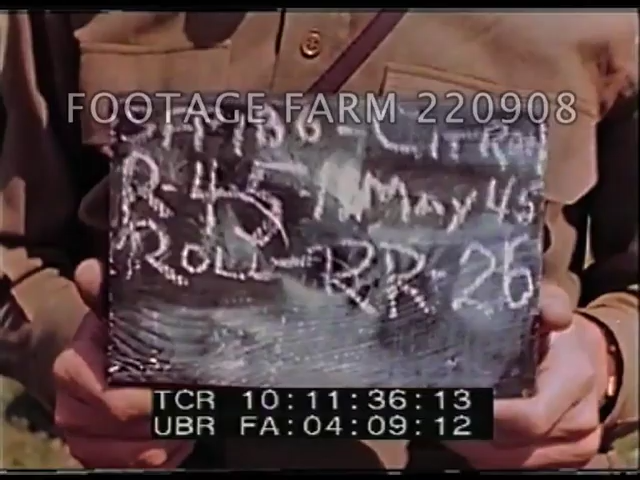 FOOTAGE FARM 220908
CITRON
R-45- May 45
ROLL-RR-26
TCR 10:11:36:13
UBR FA:04:09:12